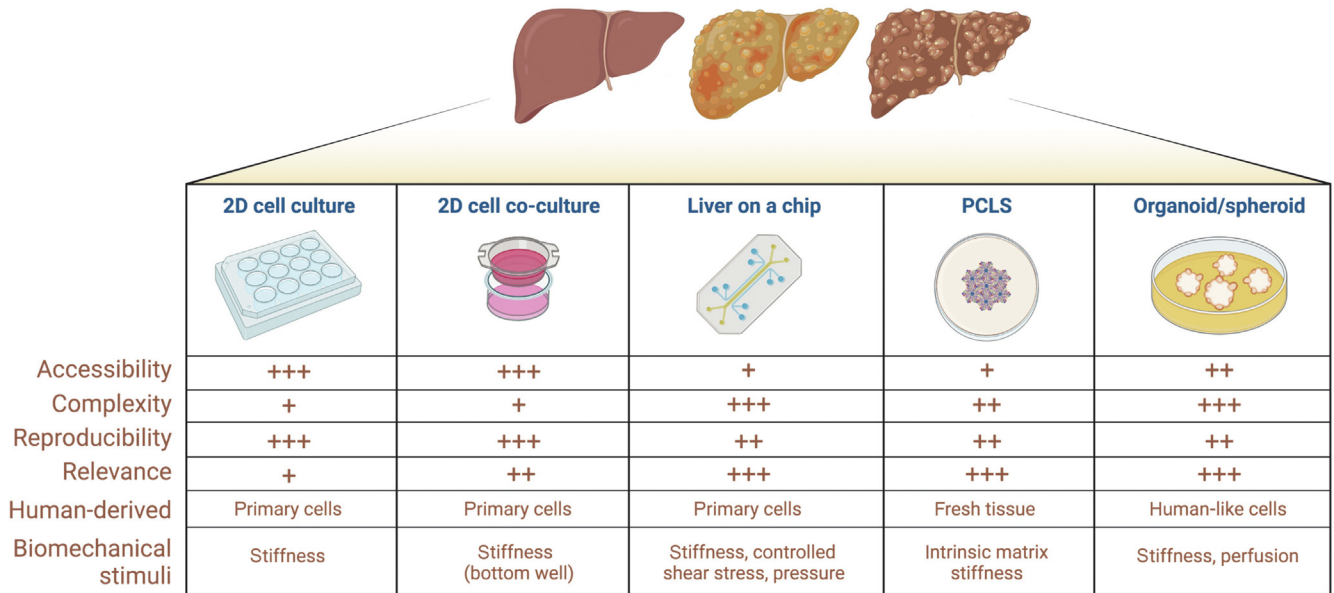 2D cell culture 2D cell co-culture Liver on a chip PCLS Organoid/spheroid
Accessibility +++ +++ + + ++
Complexity + + +++ ++ +++
Reproducibility +++ +++ ++ ++ ++
Relevance + ++ +++ +++ +++
Human-derived Primary cells Primary cells Primary cells Fresh tissue Human-like cells
Biomechanical stimuli Stiffness Stiffness (bottom well) Stiffness, controlled shear stress, pressure Intrinsic matrix stiffness Stiffness, perfusion